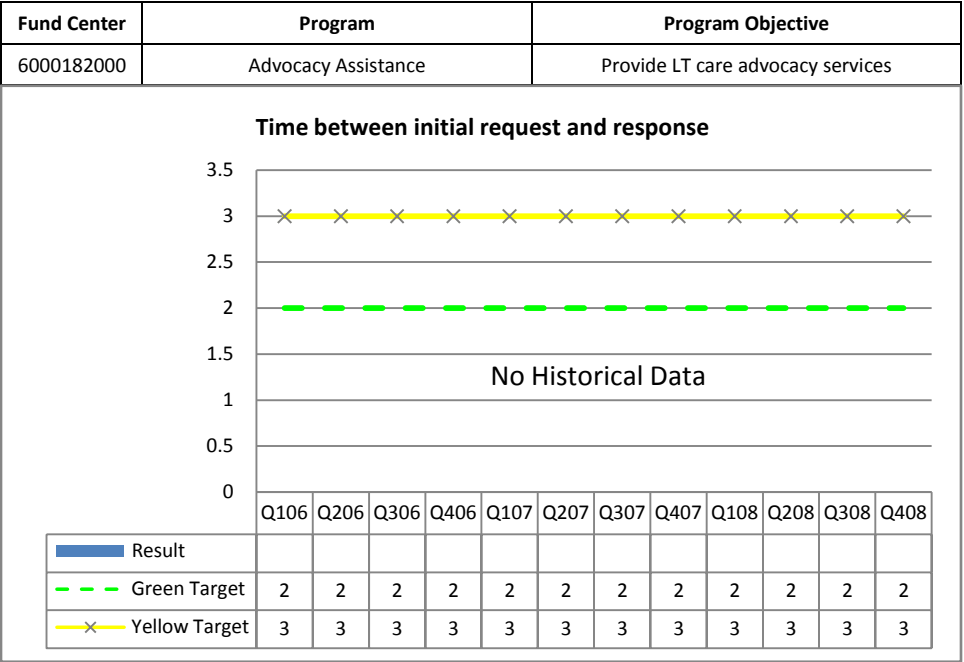 Fund Center Program Program Objective
6000182000 Advocacy Assistance Provide LT care advocacy services
Time between initial request and response
3.5
3
2.5
2
1.5
No Historical Data
1
0.5
0
Q106 Q206 Q306 Q406 Q107 Q207 Q307 Q407 Q108 Q208 Q308 Q408
Result
Green Target 2 2 2 2 2 2 2 2 2 2 2 2
Yellow Target 3 3 3 3 3 3 3 3 3 3 3 3